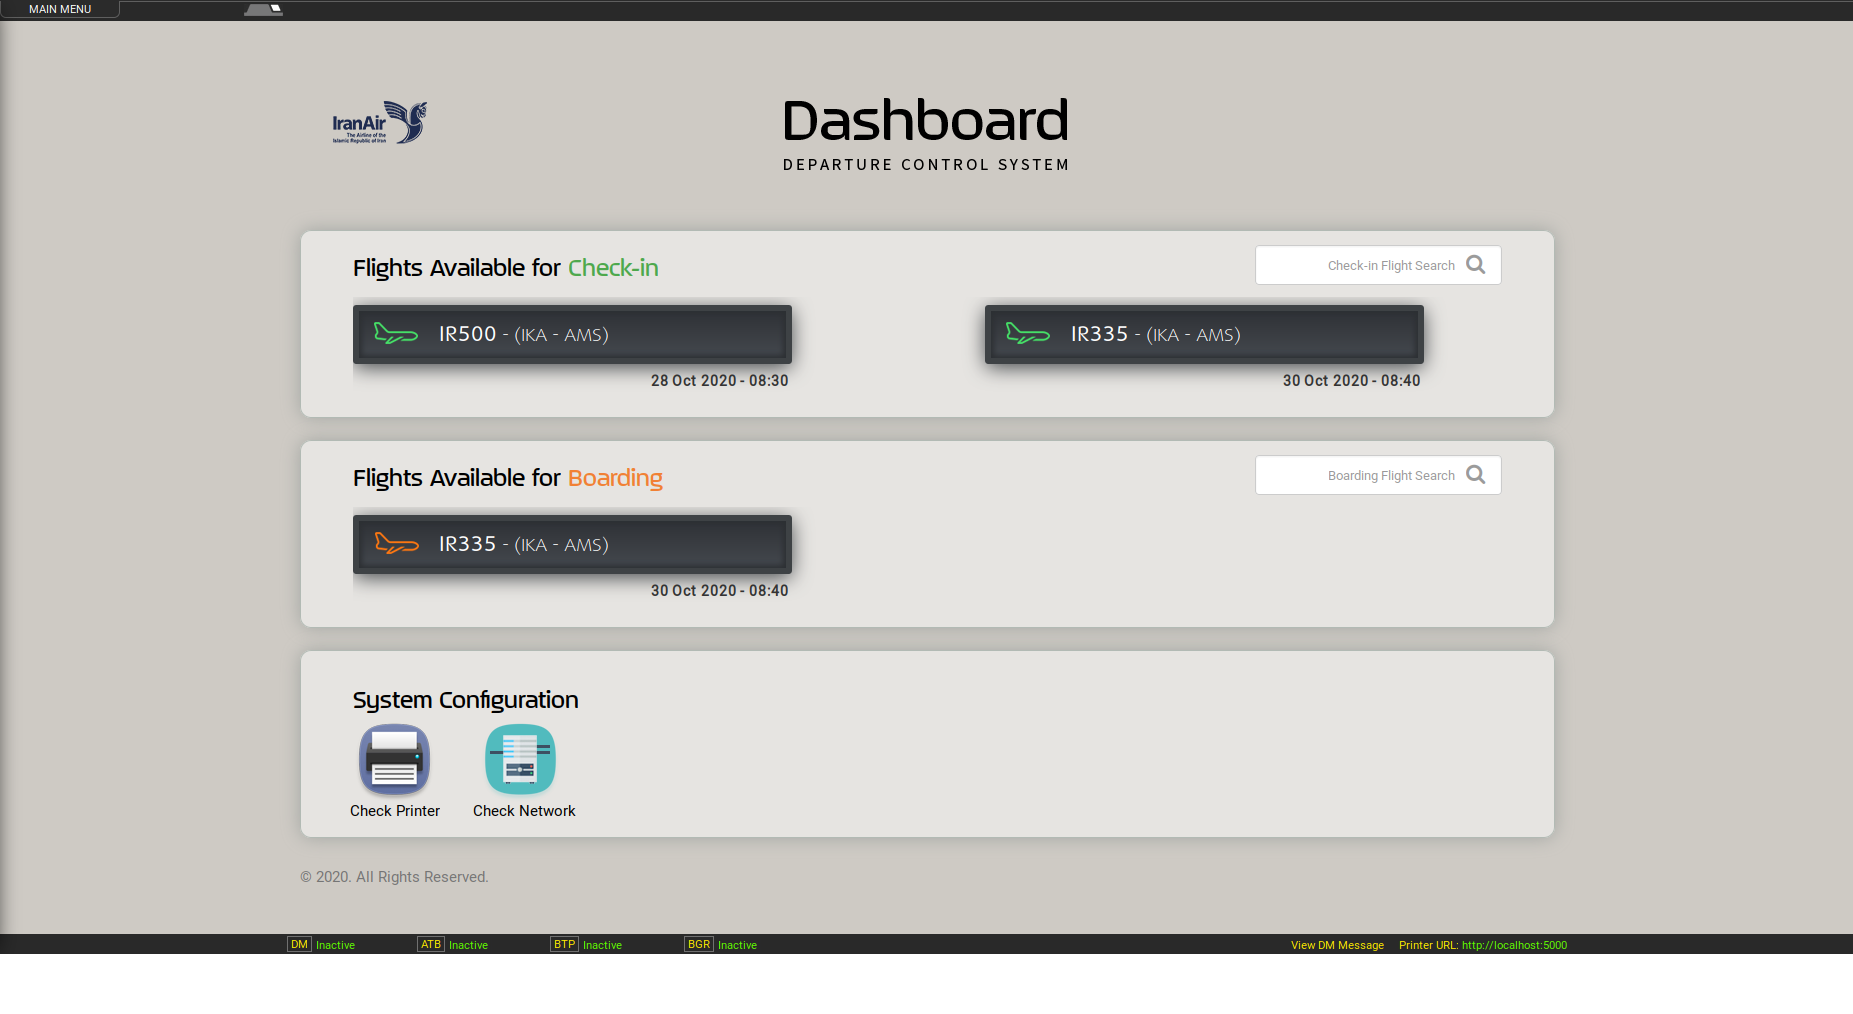 MAIN MENU
IranAir
The Airline of the
Islamic Republic of Iran
Dashboard
DEPARTURE CONTROL SYSTEM
Flights Available for Check-in
Check-in Flight Search
IR500 - (IKA - AMS)
28 Oct 2020 - 08:30
IR335 - (IKA - AMS)
30 Oct 2020 - 08:40
Flights Available for Boarding
Boarding Flight Search
IR335 - (IKA - AMS)
30 Oct 2020 - 08:40
System Configuration
Check Printer
Check Network
© 2020. All Rights Reserved.
DM Inactive ATB Inactive BTP Inactive BGR Inactive View DM Message Printer URL: http://localhost:5000